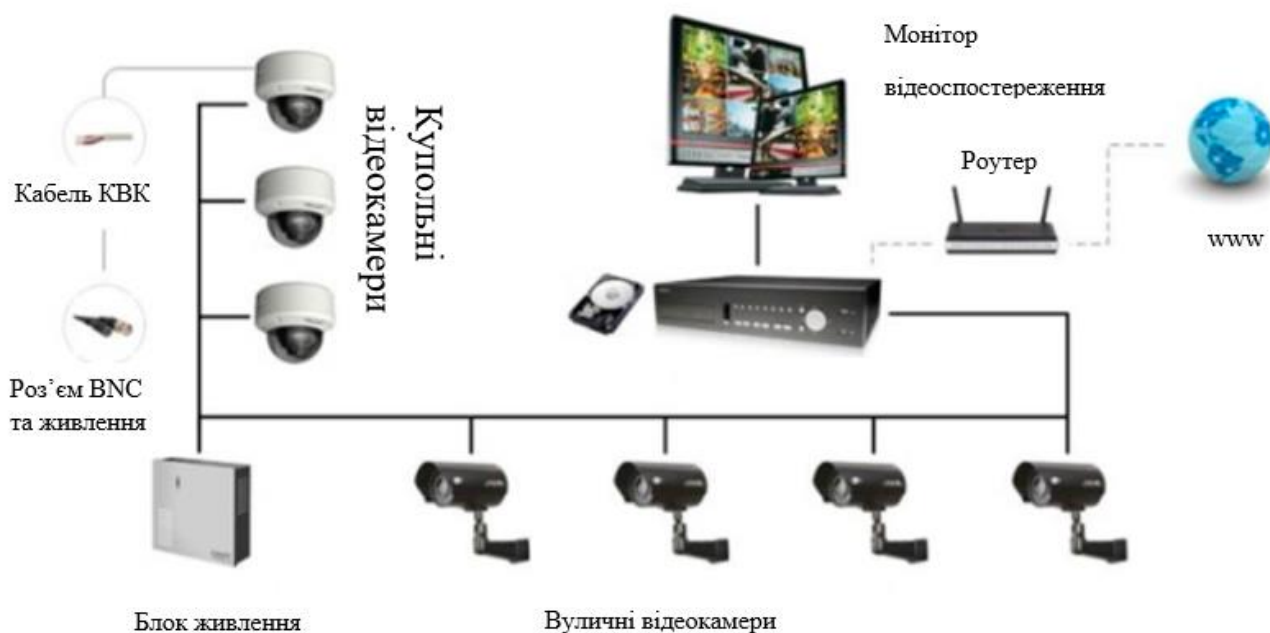 Монітор
відеоспостереження
Купольні
відеокамери
Роутер
www
Кабель КВК
Роз’єм BNC
та живлення
Блок живлення
Вуличні відеокамери